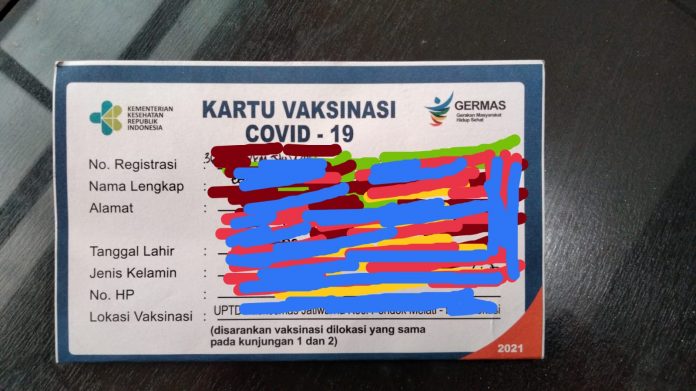 KEMENTERIAN
KESEHATAN
REPUBLIK
INDONESIA
KARTU VAKSINASI
COVID - 19
GERMAS
Gerakan Masyarakat
Hidup Sehat
No. Registrasi :
Nama Lengkap :
Alamat :
Tanggal Lahir :
Jenis Kelamin :
No. HP :
Lokasi Vaksinasi : UPTD
(disarankan vaksinasi dilokasi yang sama
pada kunjungan 1 dan 2)
2021